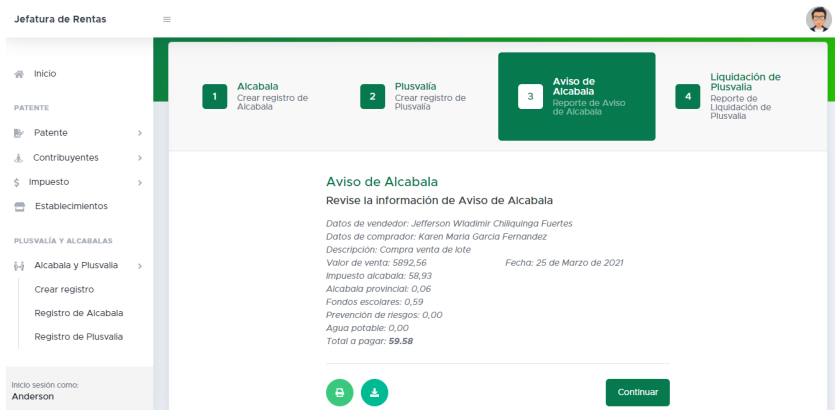 Jefatura de Rentas
Inicio
PATENTE
Patente
Contribuyentes
$ Impuesto
Establecimientos
PLUSVALÍA Y ALCABALAS
Alcabala y Plusvalia
Crear registro
Registro de Alcabala
Registro de Plusvalia
Inicio sesión como:
Anderson
1
Alcabala
Crear registro de
Alcabala
2
Plusvalía
Crear registro de
Plusvalía
3
Aviso de
Alcabala
Reporte de Aviso
de Alcabala
4
Liquidación de
Plusvalia
Reporte de
Liquidación de
Plusvalia
Aviso de Alcabala
Revise la información de Aviso de Alcabala
Datos de vendedor: Jefferson Wladimir Chiliquinga Fuertes
Datos de comprador: Karen Maria Garcia Fernandez
Descripción: Compra venta de lote
Valor de venta: 5892,56 Fecha: 25 de Marzo de 2021
Impuesto alcabala: 58,93
Alcabala provincial: 0,06
Fondos escolares: 0,59
Prevención de riesgos: 0,00
Agua potable: 0,00
Total a pagar: 59.58
Continuar